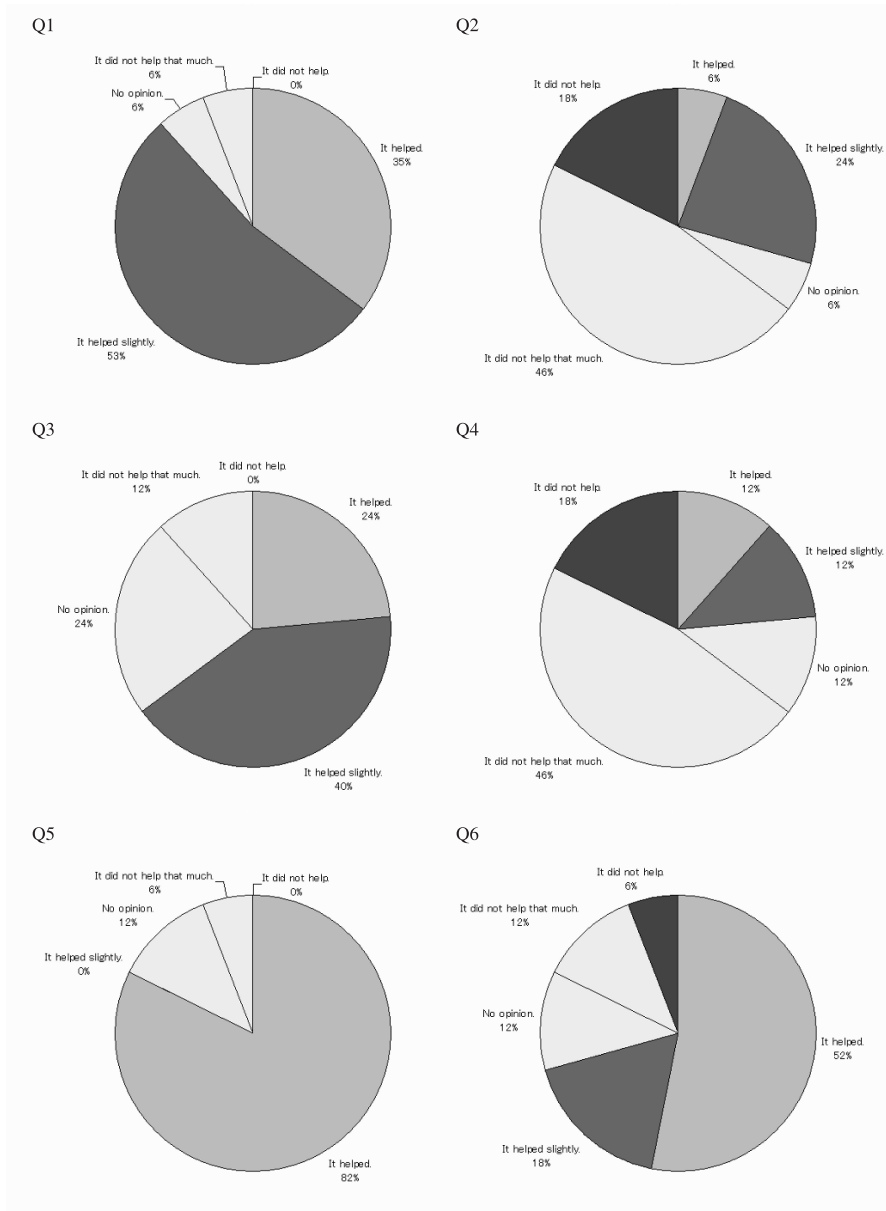 Q1
It did not help that much.
6%
It did not help.
0%
No opinion.
6%
It helped.
35%
It helped slightly.
53%
Q2
It helped.
6%
It did not help.
18%
It helped slightly.
24%
No opinion.
6%
It did not help that much.
46%
Q3
It did not help.
0%
It did not help that much.
12%
It helped.
24%
No opinion.
24%
It helped slightly.
40%
Q4
It helped.
12%
It did not help.
18%
It helped slightly.
12%
No opinion.
12%
It did not help that much.
46%
Q5
It did not help that much.
6%
It did not help.
0%
No opinion.
12%
It helped slightly.
0%
It helped.
82%
Q6
It did not help.
6%
It did not help that much.
12%
No opinion.
12%
It helped.
52%
It helped slightly.
18%